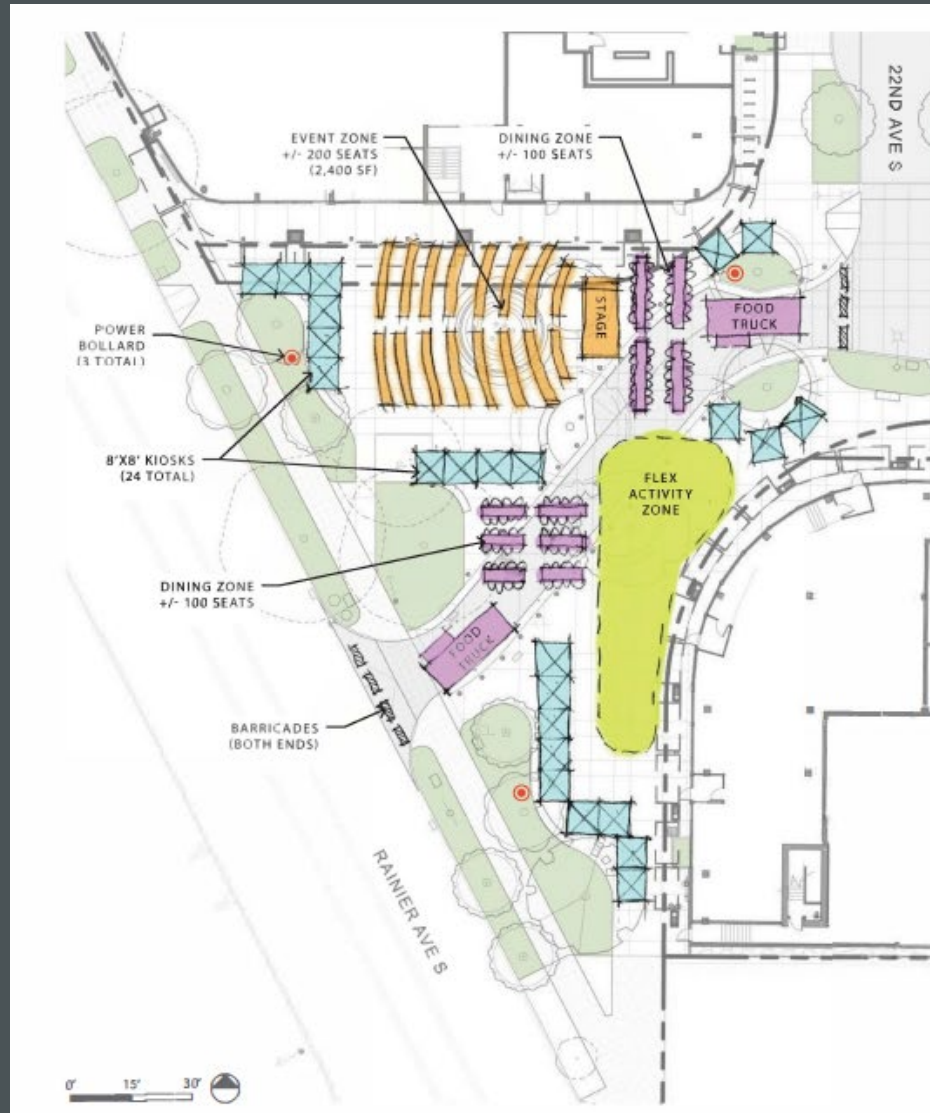 22ND AVE S
EVENT ZONE
+/- 200 SEATS
(2,400 SF)
DINING ZONE
+/- 100 SEATS
STAGE
FOOD
TRUCK
POWER
BOLLARD
(3 TOTAL)
8'X8' KIOSKS
(24 TOTAL)
FLEX
ACTIVITY
ZONE
DINING ZONE
+/- 100 SEATS
FOOD
TRUCK
BARRICADES
(BOTH ENDS)
RAINIER AVE S
0' 15' 30'